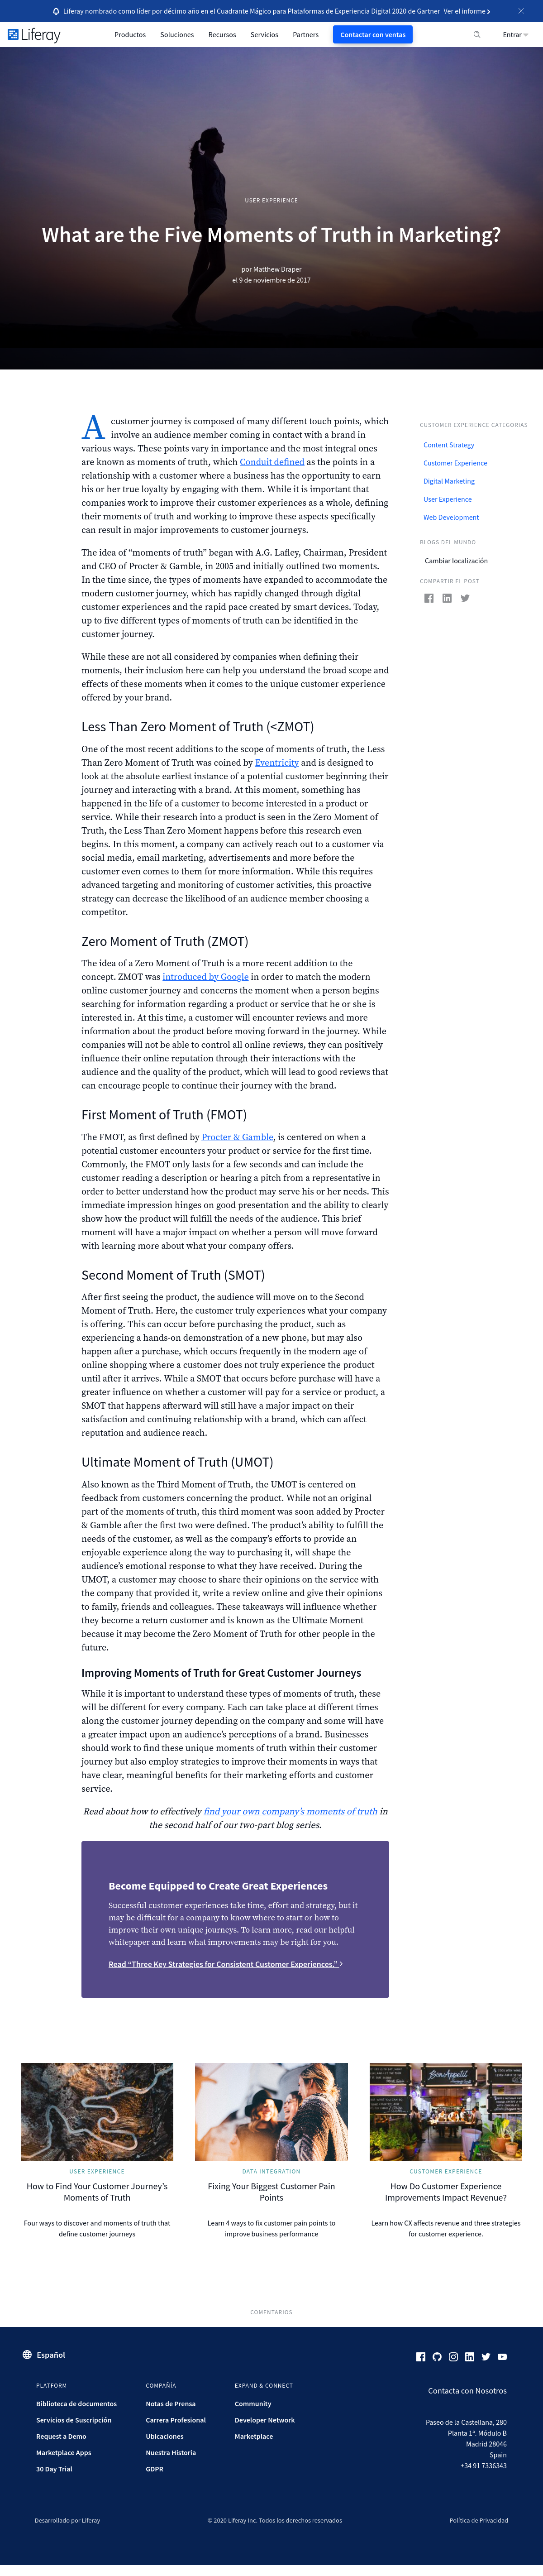 Liferay nombrado como líder por décimo año en el Cuadrante Mágico para Plataformas de Experiencia Digital 2020 de Gartner Ver el informe
Liferay
Productos
Soluciones
Recursos
Servicios
Partners
Contactar con ventas
Entrar
USER EXPERIENCE
What are the Five Moments of Truth in Marketing?
por Matthew Draper
el 9 de noviembre de 2017
A customer journey is composed of many different touch points, which
involve an audience member coming in contact with a brand in
various ways. These points vary in importance and the most integral ones
are known as moments of truth, which Conduit defined as the points in a
relationship with a customer where a business has the opportunity to earn
his or her true loyalty by engaging with them. While it is important that
companies work to improve their customer experiences as a whole, defining
their moments of truth and working to improve these aspects specifically
can result in major improvements to customer journeys.
The idea of “moments of truth” began with A.G. Lafley, Chairman, President
and CEO of Procter & Gamble, in 2005 and initially outlined two moments.
In the time since, the types of moments have expanded to accommodate the
modern customer journey, which has rapidly changed through digital
customer experiences and the rapid pace created by smart devices. Today,
up to five different types of moments of truth can be identified in the
customer journey.
While these are not all considered by companies when defining their
moments, their inclusion here can help you understand the broad scope and
effects of these moments when it comes to the unique customer experience
offered by your brand.
Less Than Zero Moment of Truth (<ZMOT)
One of the most recent additions to the scope of moments of truth, the Less
Than Zero Moment of Truth was coined by Eventricity and is designed to
look at the absolute earliest instance of a potential customer beginning their
journey and interacting with a brand. At this moment, something has
happened in the life of a customer to encourage a need for a product or
service. While their research into a product is seen in the Zero Moment of
Truth, the Less Than Zero Moment happens before this research even
begins. In this moment, a company can actively reach out to a customer via
social media, email marketing, advertisements and more before the
customer even comes to them for more information. While this requires
advanced targeting and monitoring of customer activities, this proactive
strategy can decrease the likelihood of an audience member choosing a
competitor.
Zero Moment of Truth (ZMOT)
The idea of a Zero Moment of Truth is a more recent addition to the
concept. ZMOT was introduced by Google in order to match the modern
online customer journey and concerns the moment when a person begins
searching for information regarding a product or service that he or she is
interested in. At this time, a customer will encounter reviews and more
information about the product before moving forward in the journey. While
companies will not be able to control all online reviews, they can positively
influence their online reputation through their interactions with the
audience and the quality of the product, which will lead to good reviews that
can encourage people to continue their journey with the brand.
First Moment of Truth (FMOT)
The FMOT, as first defined by Procter & Gamble, is centered on when a
potential customer encounters your product or service for the first time.
Commonly, the FMOT only lasts for a few seconds and can include the
customer reading a description or hearing a pitch from a representative in
order to better understand how the product may serve his or her needs. This
immediate impression hinges on good presentation and the ability to clearly
show how the product will fulfill the needs of the audience. This brief
moment will have a major impact on whether a person will move forward
with learning more about what your company offers.
Second Moment of Truth (SMOT)
After first seeing the product, the audience will move on to the Second
Moment of Truth. Here, the customer truly experiences what your company
is offering. This can occur before purchasing the product, such as
experiencing a hands-on demonstration of a new phone, but may also
happen after a purchase, which occurs frequently in the modern age of
online shopping where a customer does not truly experience the product
until after it arrives. While a SMOT that occurs before purchase will have a
greater influence on whether a customer will pay for a service or product, a
SMOT that happens afterward will still have a major impact on their
satisfaction and continuing relationship with a brand, which can affect
reputation and audience reach.
Ultimate Moment of Truth (UMOT)
Also known as the Third Moment of Truth, the UMOT is centered on
feedback from customers concerning the product. While not an original
part of the moments of truth, this third moment was soon added by Procter
& Gamble after the first two were defined. The product’s ability to fulfill the
needs of the customer, as well as the company’s efforts to provide an
enjoyable experience along the way to purchasing it, will shape the
audience’s emotional response to what they have received. During the
UMOT, a customer may choose to share their opinions directly with the
company that provided it, write a review online and give their opinions
to family, friends and colleagues. These takeaways will influence whether
they become a return customer and is known as the Ultimate Moment
because it may become the Zero Moment of Truth for other people in the
future.
Improving Moments of Truth for Great Customer Journeys
While it is important to understand these types of moments of truth, these
will be different for every company. Each can take place at different times
along the customer journey depending on the company and some will have
a greater impact upon an audience’s perceptions of a brand. Businesses
should work to find these unique moments of truth within their customer
journey but also employ strategies to improve their moments in ways that
have clear, meaningful benefits for their marketing efforts and customer
service.
Read about how to effectively find your own company’s moments of truth in
the second half of our two-part blog series.
Become Equipped to Create Great Experiences
Successful customer experiences take time, effort and strategy, but it
may be difficult for a company to know where to start or how to
improve their own unique journeys. To learn more, read our helpful
whitepaper and learn what improvements may be right for you.
Read “Three Key Strategies for Consistent Customer Experiences.”
CUSTOMER EXPERIENCE CATEGORIAS
Content Strategy
Customer Experience
Digital Marketing
User Experience
Web Development
BLOGS DEL MUNDO
Cambiar localización
COMPARTIR EL POST
USER EXPERIENCE
How to Find Your Customer Journey’s
Moments of Truth
Four ways to discover and moments of truth that
define customer journeys
DATA INTEGRATION
Fixing Your Biggest Customer Pain
Points
Learn 4 ways to fix customer pain points to
improve business performance
Bon Appetit
CUSTOMER EXPERIENCE
How Do Customer Experience
Improvements Impact Revenue?
Learn how CX affects revenue and three strategies
for customer experience.
COMENTARIOS
Español
PLATFORM
Biblioteca de documentos
Servicios de Suscripción
Request a Demo
Marketplace Apps
30 Day Trial
COMPAÑÍA
Notas de Prensa
Carrera Profesional
Ubicaciones
Nuestra Historia
GDPR
EXPAND & CONNECT
Community
Developer Network
Marketplace
Contacta con Nosotros
Paseo de la Castellana, 280
Planta 1ª. Módulo B
Madrid 28046
Spain
+34 91 7336343
Desarrollado por Liferay
© 2020 Liferay Inc. Todos los derechos reservados
Política de Privacidad